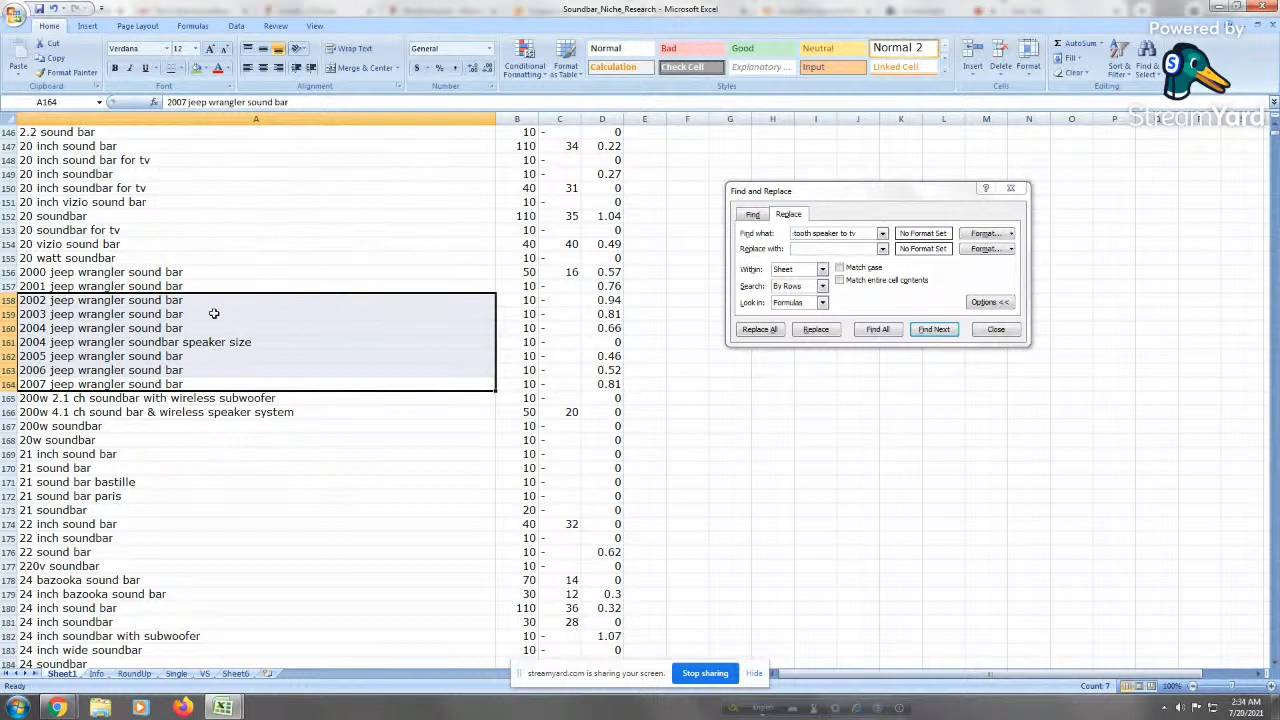 Soundbar_Niche_Research - Microsoft Excel
Home Insert Page Layout Formulas Data Review View
Powered by
StreamYard
Cut
Copy
Format Painter
Paste
Clipboard
Verdana 12
B I U
Font
Wrap Text
Merge & Center
Alignment
General
$ % ,
Number
Conditional Formatting
Format as Table
Normal Bad Good Neutral Normal 2
Calculation Check Cell Explanatory ... Input Linked Cell
Styles
Insert Delete Format
Cells
AutoSum
Fill
Clear
Sort & Filter
Find & Select
Editing
A164 fx 2007 jeep wrangler sound bar
A B C D E F G H I J K L M N O P Q R S
146 2.2 sound bar 10 - 0
147 20 inch sound bar 110 34 0.22
148 20 inch sound bar for tv 10 - 0
149 20 inch soundbar 10 - 0.27
150 20 inch soundbar for tv 40 31 0
151 20 inch vizio sound bar 10 - 0
152 20 soundbar 110 35 1.04
153 20 soundbar for tv 10 - 0
154 20 vizio sound bar 40 40 0.49
155 20 watt soundbar 10 - 0
156 2000 jeep wrangler sound bar 50 16 0.57
157 2001 jeep wrangler sound bar 10 - 0.76
158 2002 jeep wrangler sound bar 10 - 0.94
159 2003 jeep wrangler sound bar 10 - 0.81
160 2004 jeep wrangler sound bar 10 - 0.66
161 2004 jeep wrangler soundbar speaker size 10 - 0
162 2005 jeep wrangler sound bar 10 - 0.46
163 2006 jeep wrangler sound bar 10 - 0.52
164 2007 jeep wrangler sound bar 10 - 0.81
165 200w 2.1 ch soundbar with wireless subwoofer 10 - 0
166 200w 4.1 ch sound bar & wireless speaker system 50 20 0
167 200w soundbar 10 - 0
168 20w soundbar 10 - 0
169 21 inch sound bar 10 - 0
170 21 sound bar 10 - 0
171 21 sound bar bastille 10 - 0
172 21 sound bar paris 10 - 0
173 21 soundbar 20 - 0
174 22 inch sound bar 40 32 0
175 22 inch soundbar 10 - 0
176 22 sound bar 10 - 0.62
177 220v soundbar 10 - 0
178 24 bazooka sound bar 70 14 0
179 24 inch bazooka sound bar 30 12 0.3
180 24 inch sound bar 110 36 0.32
181 24 inch soundbar 30 28 0
182 24 inch soundbar with subwoofer 10 - 1.07
183 24 inch wide soundbar 10 - 0
184 24 soundbar
Find and Replace
Find Replace
Find what: tooth speaker to tv No Format Set Format...
Replace with: No Format Set Format...
Within: Sheet Match case
Search: By Rows Match entire cell contents
Look in: Formulas Options <<
Replace All Replace Find All Find Next Close
Sheet1 Info RoundUp Single VS Sheet6
streamyard.com is sharing your screen. Stop sharing Hide
Ready Count: 7 100%
English
2:34 AM
7/20/2021